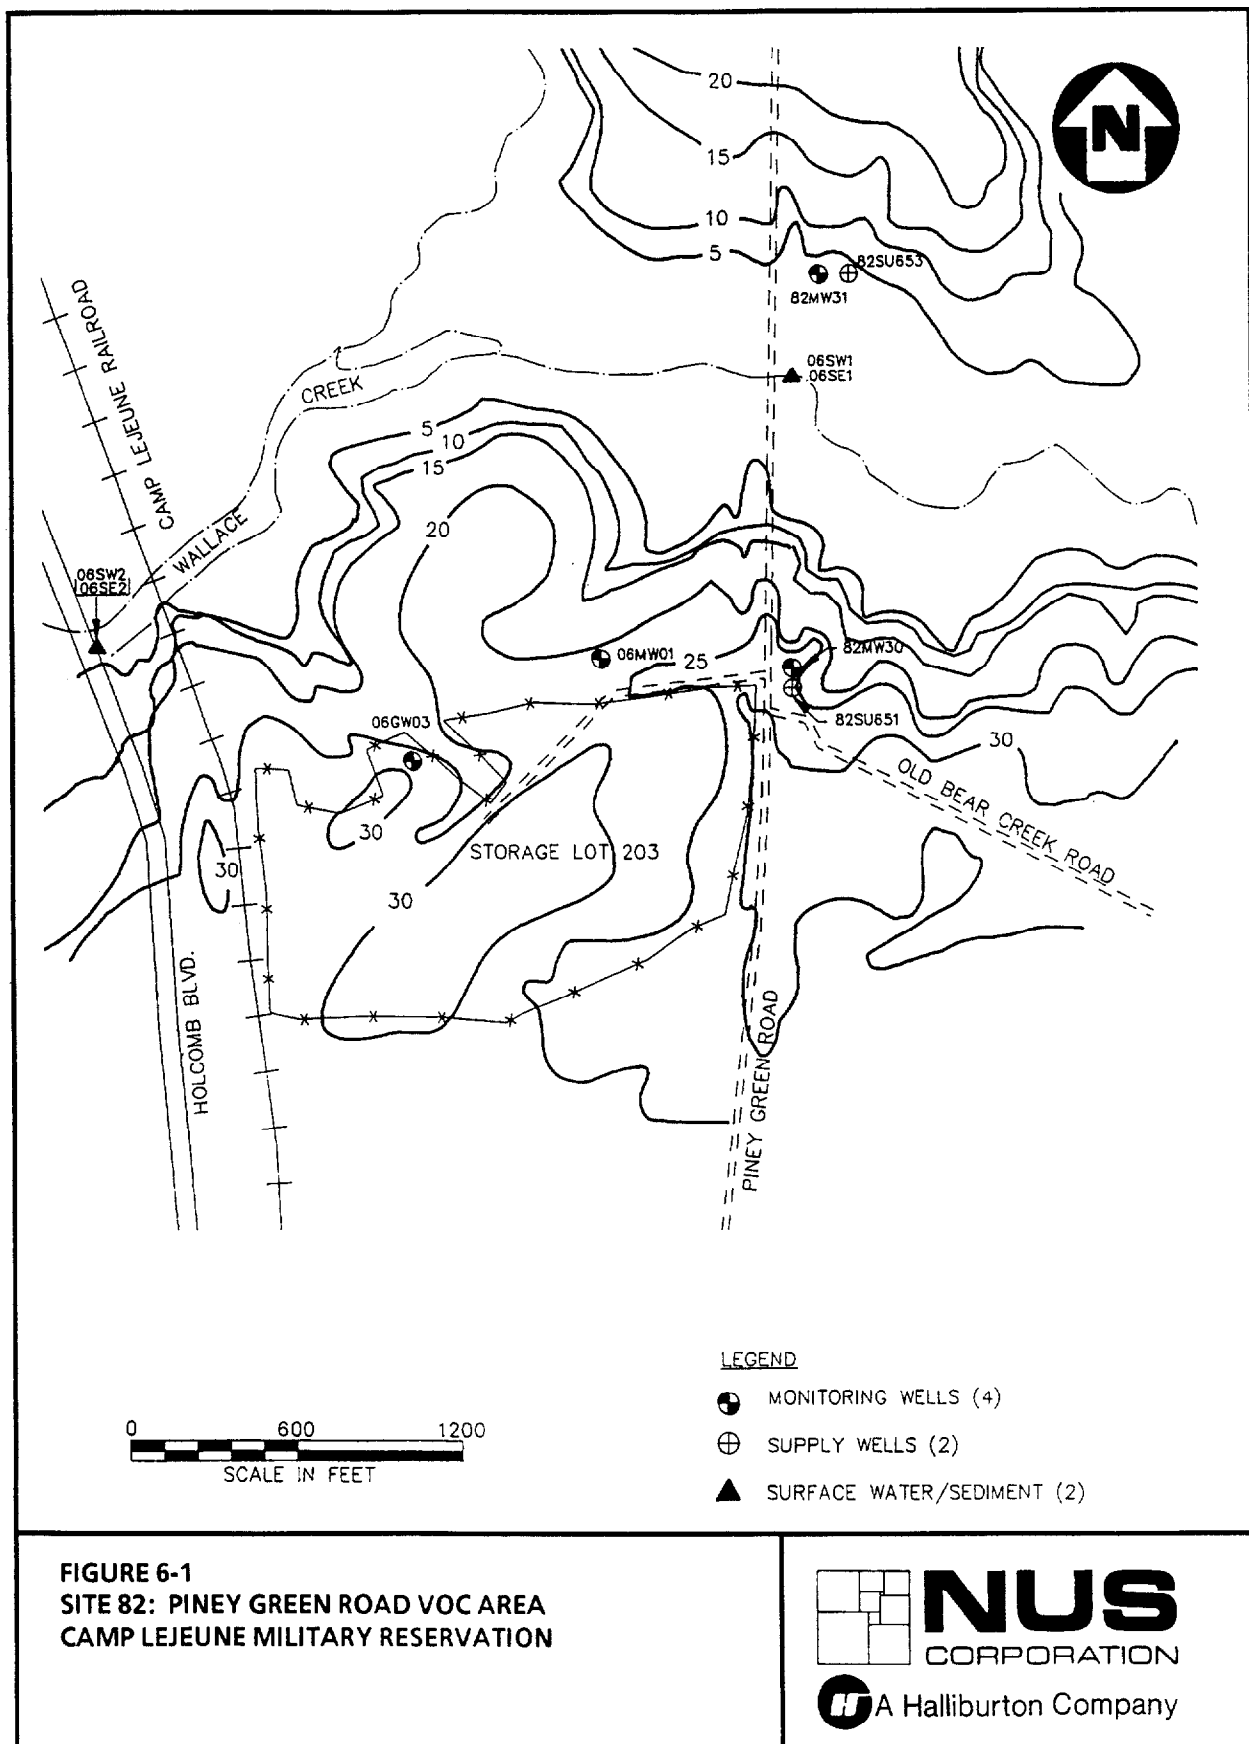 20
N
15
10
5
82SU653
82MW31
CAMP LEJEUNE RAILROAD
06SW1
06SE1
CREEK
5
10
15
20
WALLACE
06SW2
06SE2
06MW01
25
82MW30
82SU651
06GW03
30
OLD BEAR CREEK ROAD
30
30
STORAGE LOT 203
30
HOLCOMB BLVD.
PINEY GREEN ROAD
LEGEND
MONITORING WELLS (4)
SUPPLY WELLS (2)
SURFACE WATER/SEDIMENT (2)
0 600 1200
SCALE IN FEET
FIGURE 6-1
SITE 82: PINEY GREEN ROAD VOC AREA
CAMP LEJEUNE MILITARY RESERVATION
NUS
CORPORATION
H A Halliburton Company